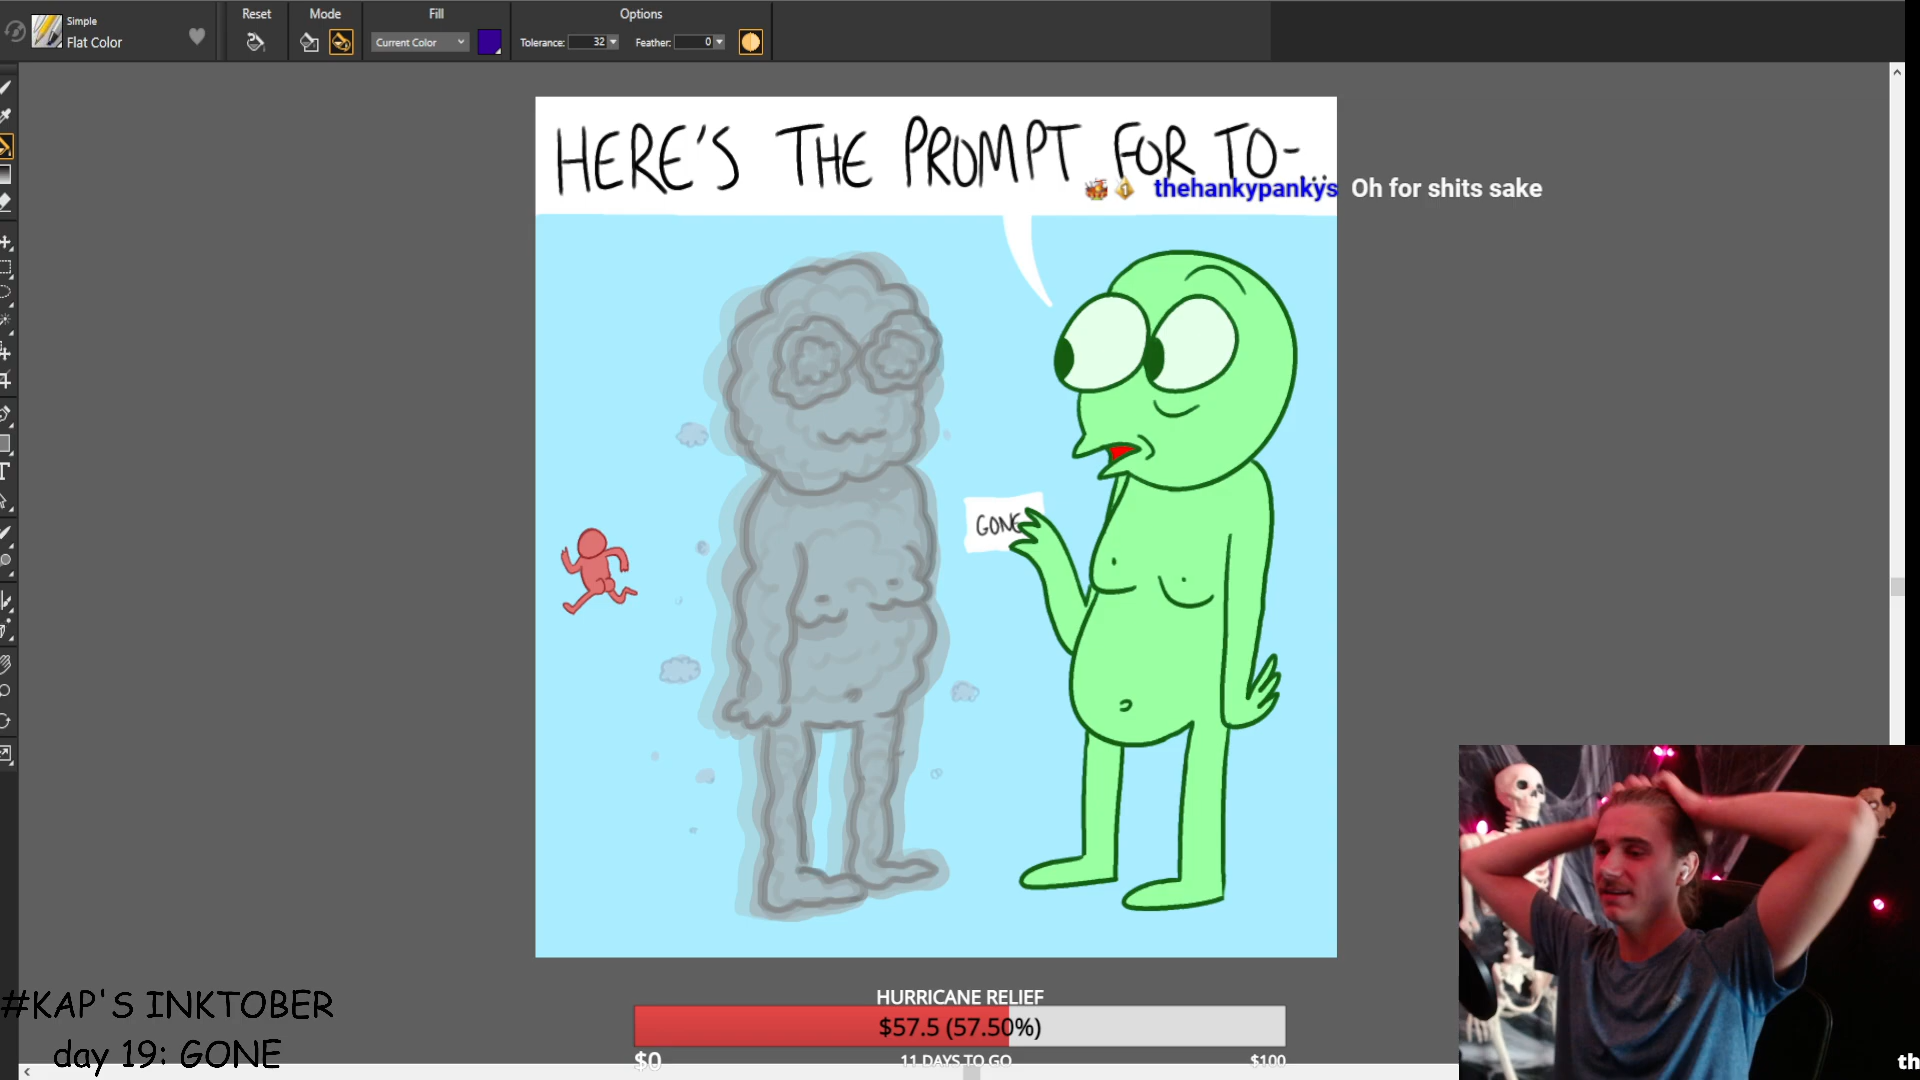 Simple
Flat Color
Reset
Mode
Fill
Options
Current Color
Tolerance: 32
Feather: 0
HERE'S THE PROMPT FOR TO-
thehankypankys Oh for shits sake
GONE
#KAP'S INKTOBER
day 19: GONE
HURRICANE RELIEF
$57.5 (57.50%)
$0
11 DAYS TO GO
$100
th